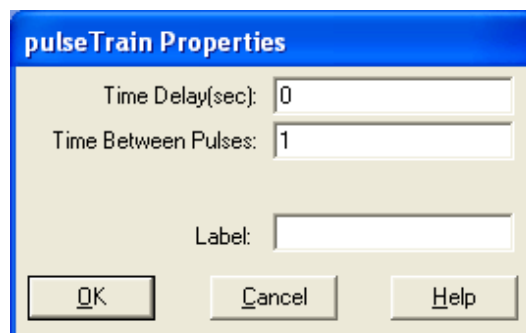 pulseTrain Properties
Time Delay(sec): 0
Time Between Pulses: 1
Label:
OK Cancel Help